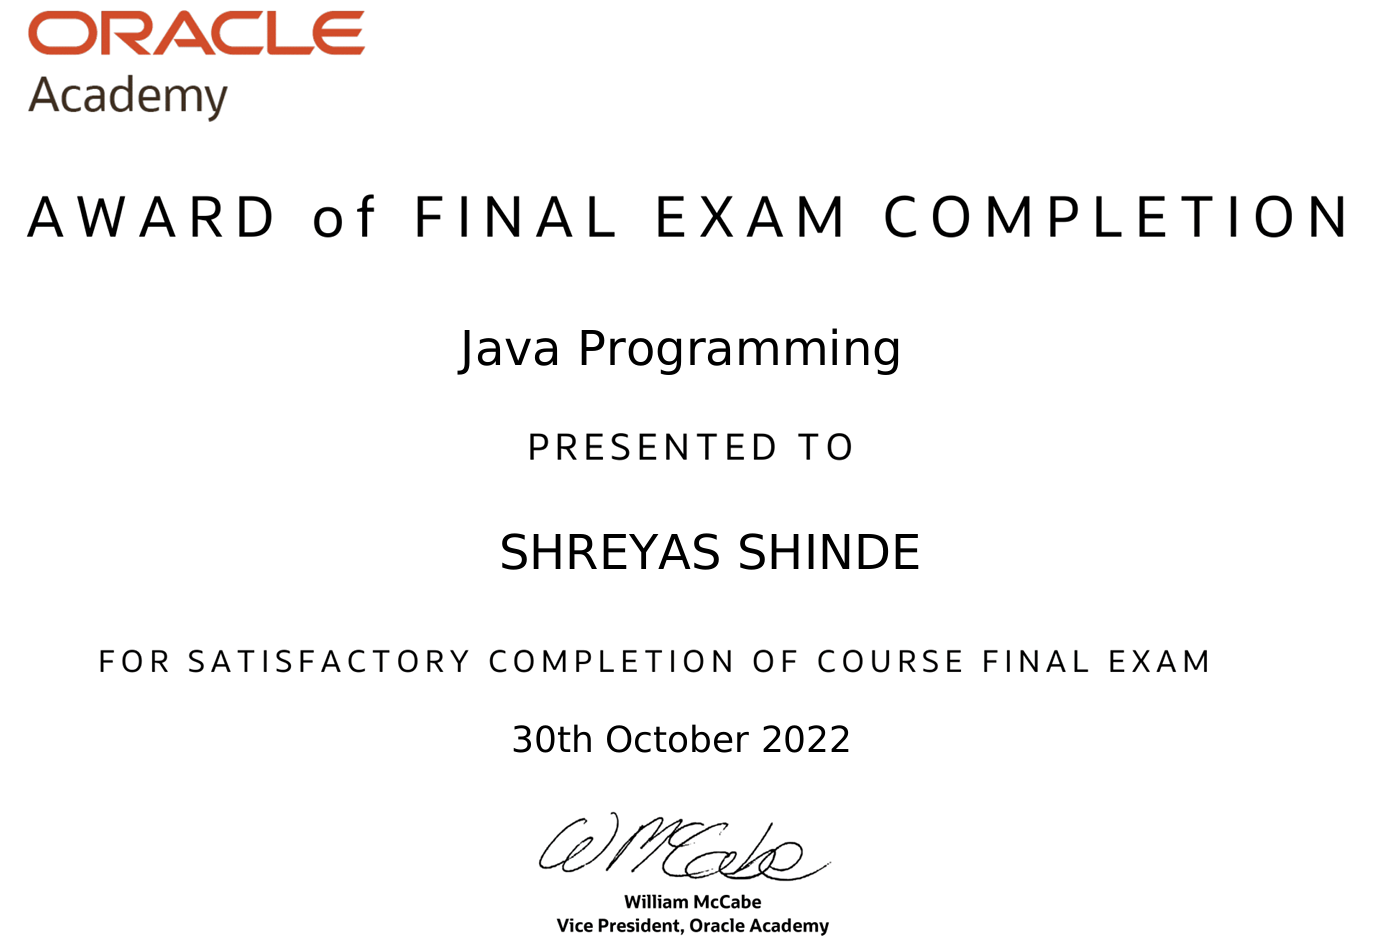 ORACLE
Academy
AWARD of FINAL EXAM COMPLETION
Java Programming
PRESENTED TO
SHREYAS SHINDE
FOR SATISFACTORY COMPLETION OF COURSE FINAL EXAM
30th October 2022
W McCabe
William McCabe
Vice President, Oracle Academy